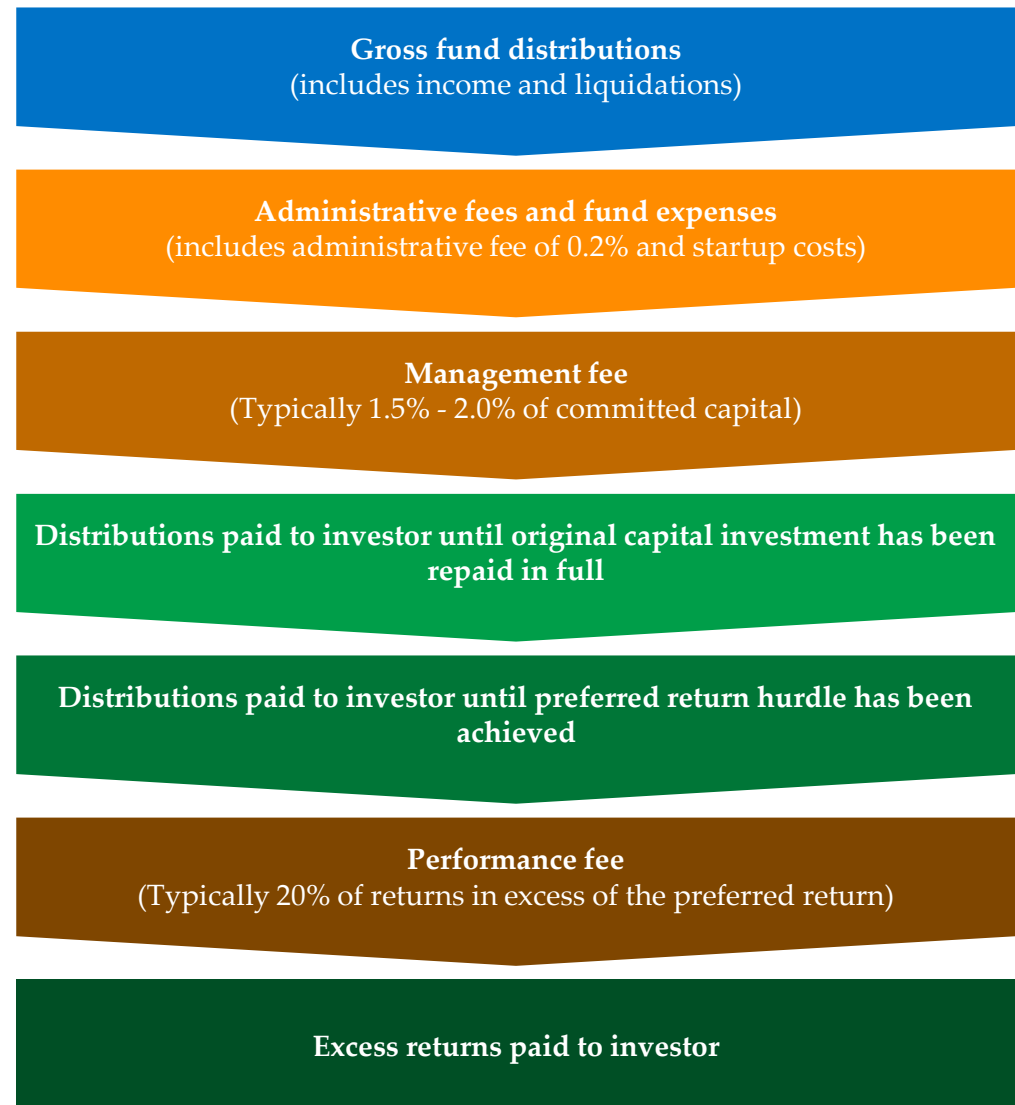 Gross fund distributions
(includes income and liquidations)
Administrative fees and fund expenses
(includes administrative fee of 0.2% and startup costs)
Management fee
(Typically 1.5% - 2.0% of committed capital)
Distributions paid to investor until original capital investment has been
repaid in full
Distributions paid to investor until preferred return hurdle has been
achieved
Performance fee
(Typically 20% of returns in excess of the preferred return)
Excess returns paid to investor